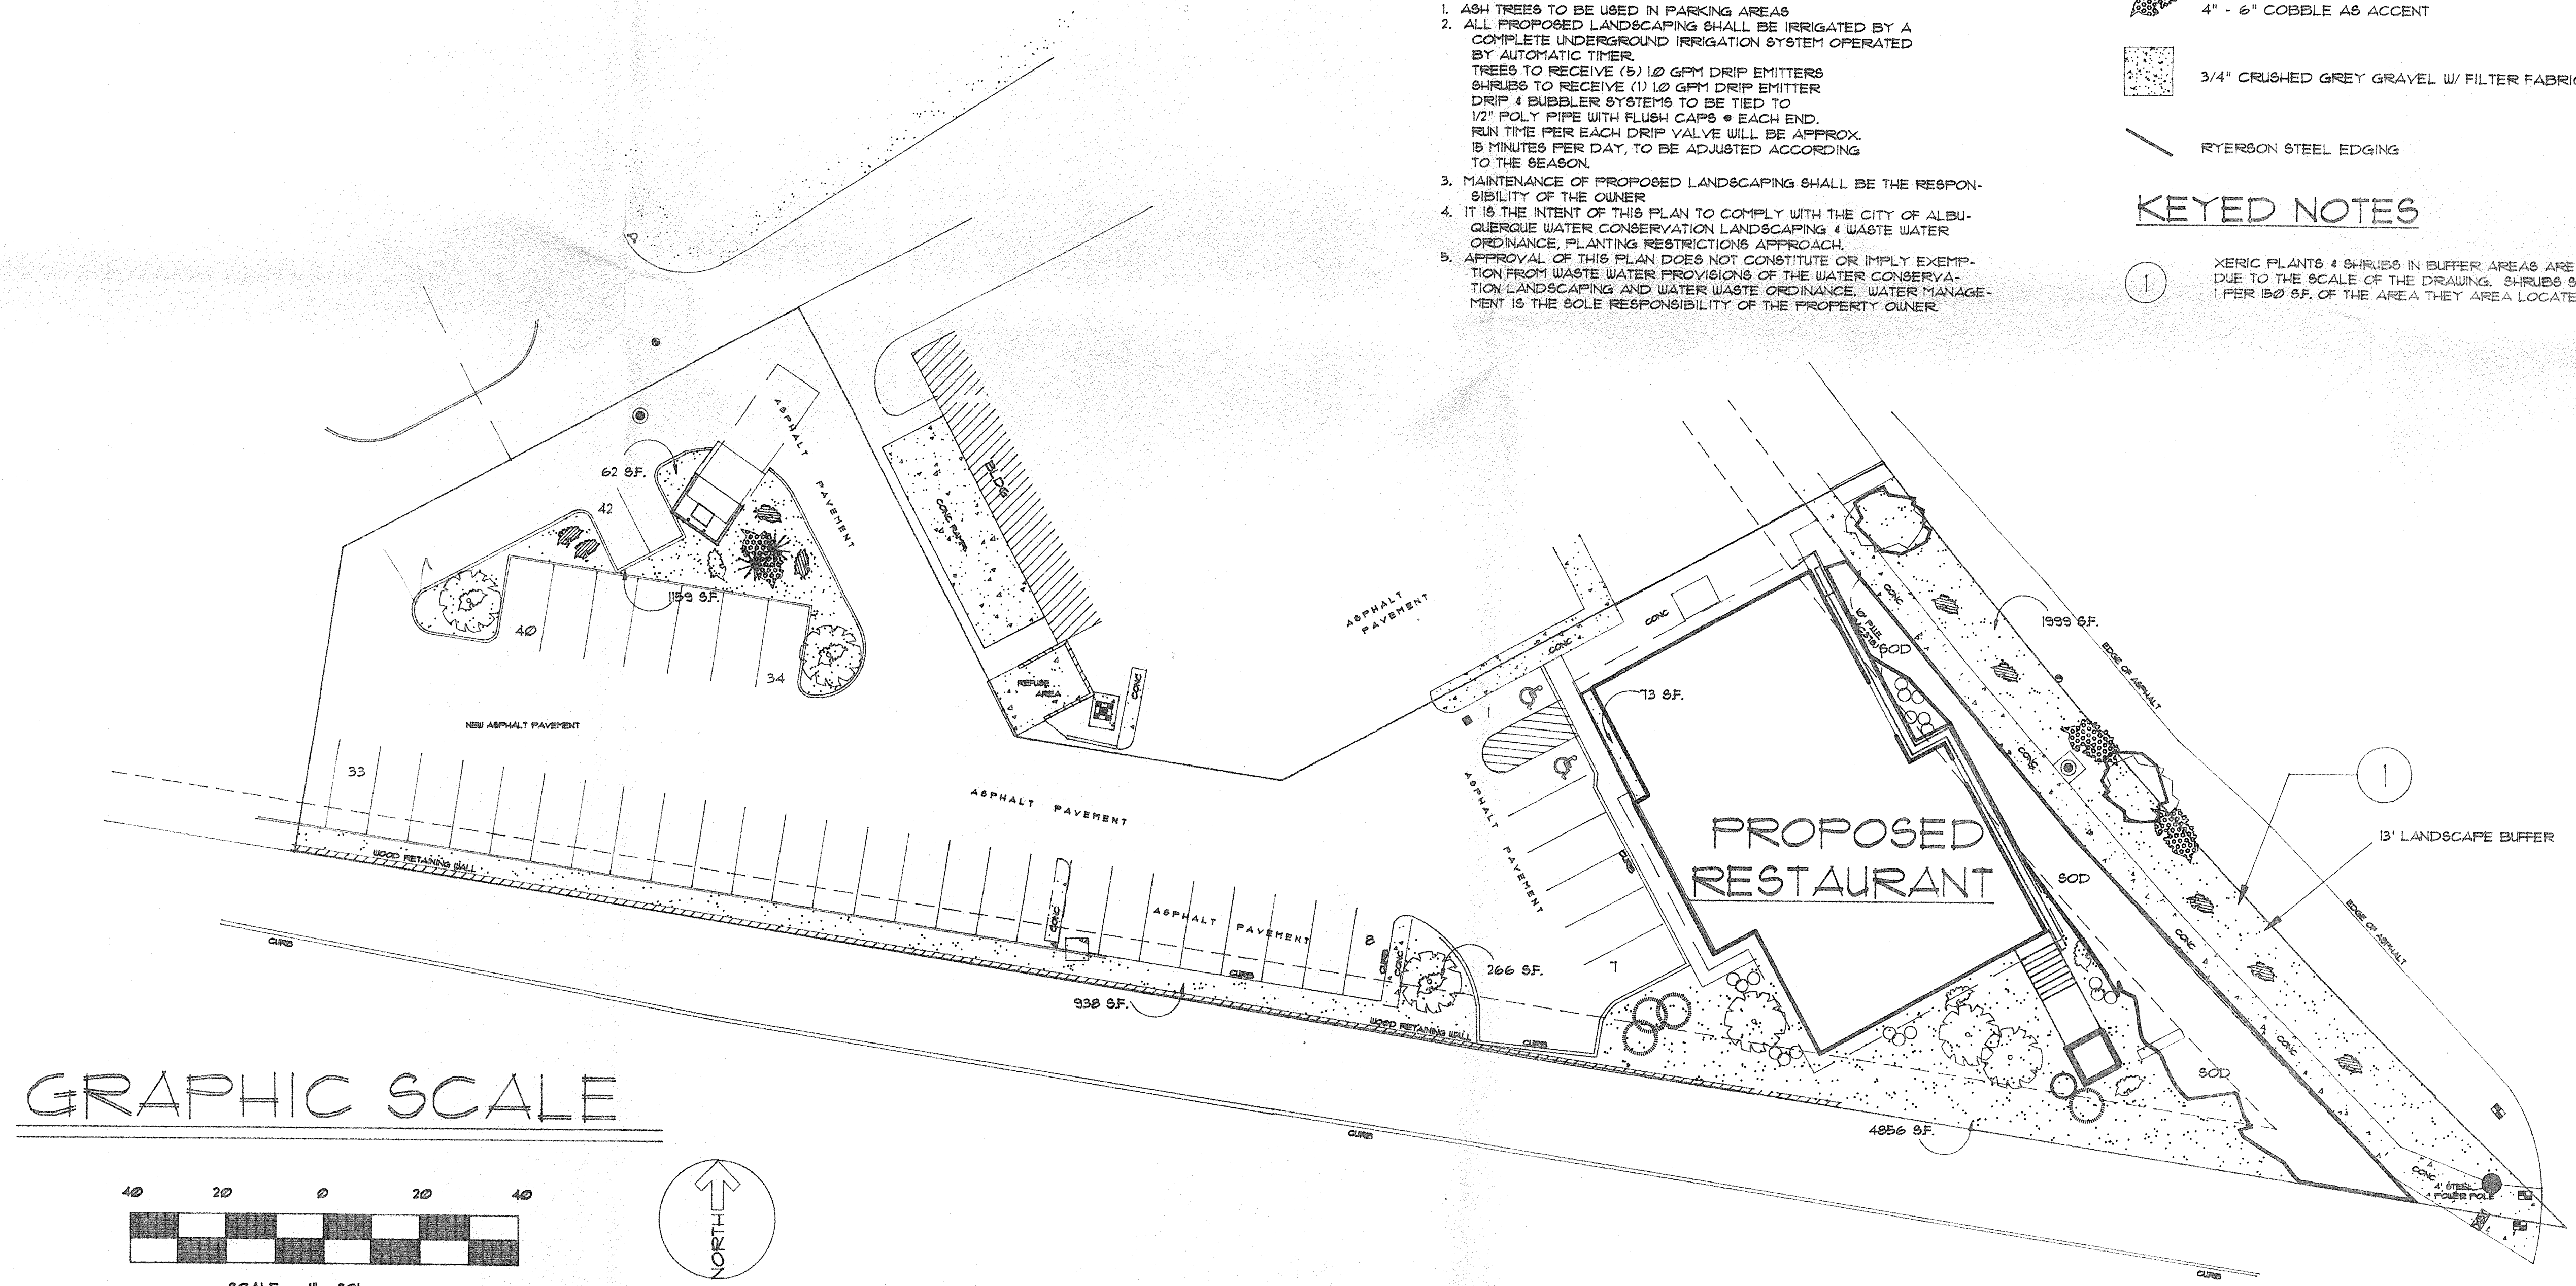 1. ASH TREES TO BE USED IN PARKING AREAS
2. ALL PROPOSED LANDSCAPING SHALL BE IRRIGATED BY A
COMPLETE UNDERGROUND IRRIGATION SYSTEM OPERATED
BY AUTOMATIC TIMER.
TREES TO RECEIVE (5) 1.0 GPM DRIP EMITTERS
SHRUBS TO RECEIVE (1) 1.0 GPM DRIP EMITTER
DRIP & BUBBLER SYSTEMS TO BE TIED TO
1/2" POLY PIPE WITH FLUSH CAPS @ EACH END.
RUN TIME PER EACH DRIP VALVE WILL BE APPROX.
15 MINUTES PER DAY, TO BE ADJUSTED ACCORDING
TO THE SEASON.
3. MAINTENANCE OF PROPOSED LANDSCAPING SHALL BE THE RESPON-
SIBILITY OF THE OWNER
4. IT IS THE INTENT OF THIS PLAN TO COMPLY WITH THE CITY OF ALBU-
QUERQUE WATER CONSERVATION LANDSCAPING & WASTE WATER
ORDINANCE, PLANTING RESTRICTIONS APPROACH.
5. APPROVAL OF THIS PLAN DOES NOT CONSTITUTE OR IMPLY EXEMP-
TION FROM WASTE WATER PROVISIONS OF THE WATER CONSERVA-
TION LANDSCAPING AND WATER WASTE ORDINANCE. WATER MANAGE-
MENT IS THE SOLE RESPONSIBILITY OF THE PROPERTY OWNER.
4" - 6" COBBLE AS ACCENT
3/4" CRUSHED GREY GRAVEL W/ FILTER FABRIC
RYERSON STEEL EDGING
KEYED NOTES
1
XERIC PLANTS & SHRUBS IN BUFFER AREAS ARE
DUE TO THE SCALE OF THE DRAWING. SHRUBS
1 PER 150 S.F. OF THE AREA THEY AREA
62 S.F.
42
ASPHALT PAVEMENT
1159 S.F.
40
34
NEW ASPHALT PAVEMENT
33
BLDG
CONC RAMP
REFUSE
AREA
CONC
ASPHALT
PAVEMENT
CONC
CONC
CONC
SOD
1999 S.F.
EDGE OF ASPHALT
73 S.F.
1
CONC
1
13' LANDSCAPE BUFFER
PROPOSED
RESTAURANT
CURB
ASPHALT PAVEMENT
ASPHALT PAVEMENT
WOOD RETAINING WALL
SOD
EDGE OF ASPHALT
CONC
ASPHALT PAVEMENT
8
CURB
CONC
7
266 S.F.
CONC
CURB
CURB
938 S.F.
WOOD RETAINING WALL
CURB
CONC
SOD
4856 S.F.
CURB
CONC
4' STEEL
POWER POLE
GRAPHIC SCALE
40 20 0 20 40
NORTH
CURB